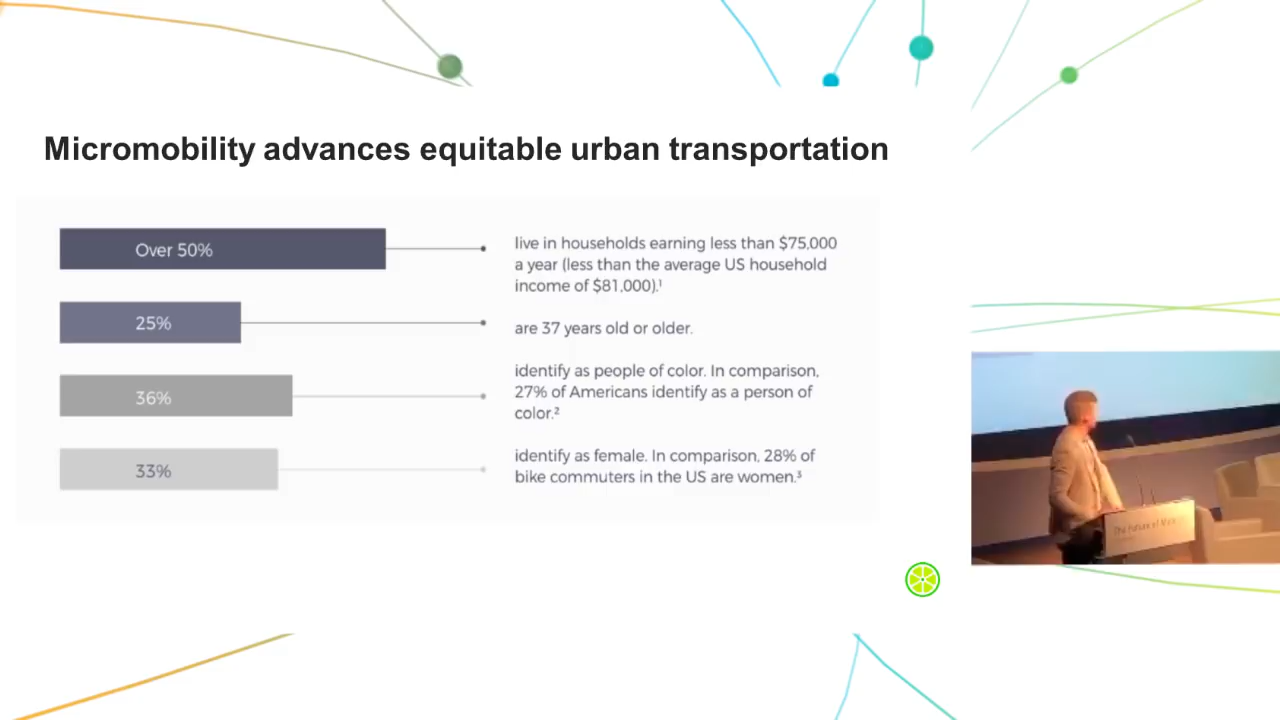 Micromobility advances equitable urban transportation
Over 50%
live in households earning less than $75,000
a year (less than the average US household
income of $81,000).¹
25%
are 37 years old or older.
36%
identify as people of color. In comparison,
27% of Americans identify as a person of
color.²
33%
identify as female. In comparison, 28% of
bike commuters in the US are women.³
The Future of